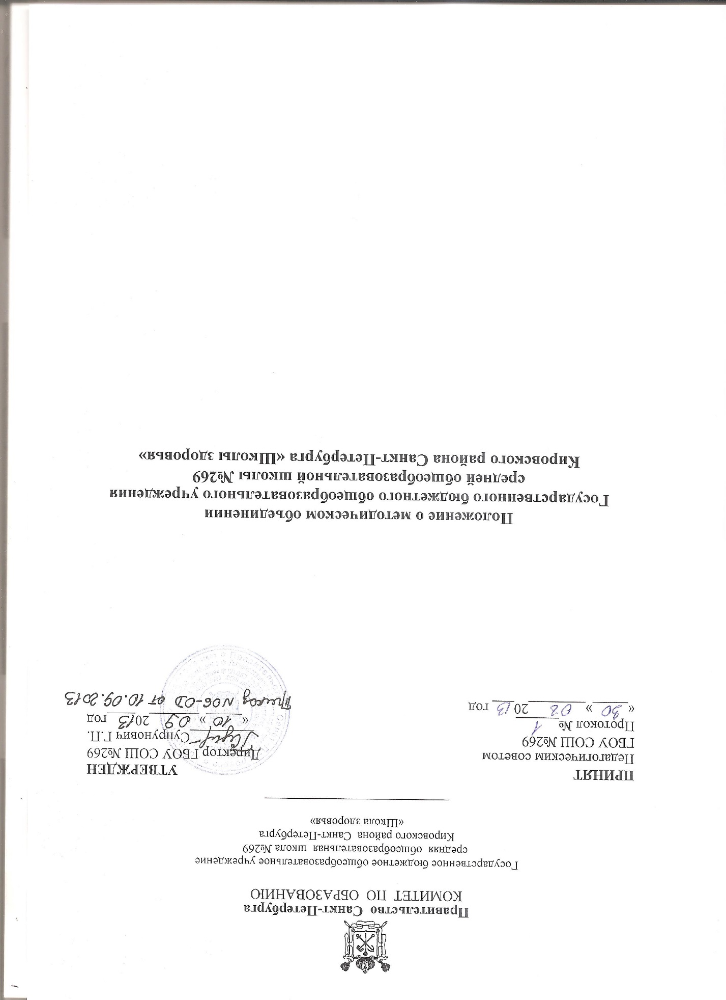 Правительство Санкт-Петербурга
КОМИТЕТ ПО ОБРАЗОВАНИЮ
Государственное бюджетное общеобразовательное учреждение
средняя общеобразовательная школа №269
Кировского района Санкт-Петербурга
«Школа здоровья»
ПРИНЯТ
Педагогическим советом
ГБОУ СОШ №269
Протокол № 1
«30» 2013 год
УТВЕРЖДЕН
Директор ГБОУ СОШ №269
Супрунович Г.П.
«10» 09 2013 год
Приказ №06-ОД от 10.09.2013
Положение о методическом объединении
Государственного бюджетного общеобразовательного учреждения
средней общеобразовательной школы №269
Кировского района Санкт-Петербурга «Школы здоровья»